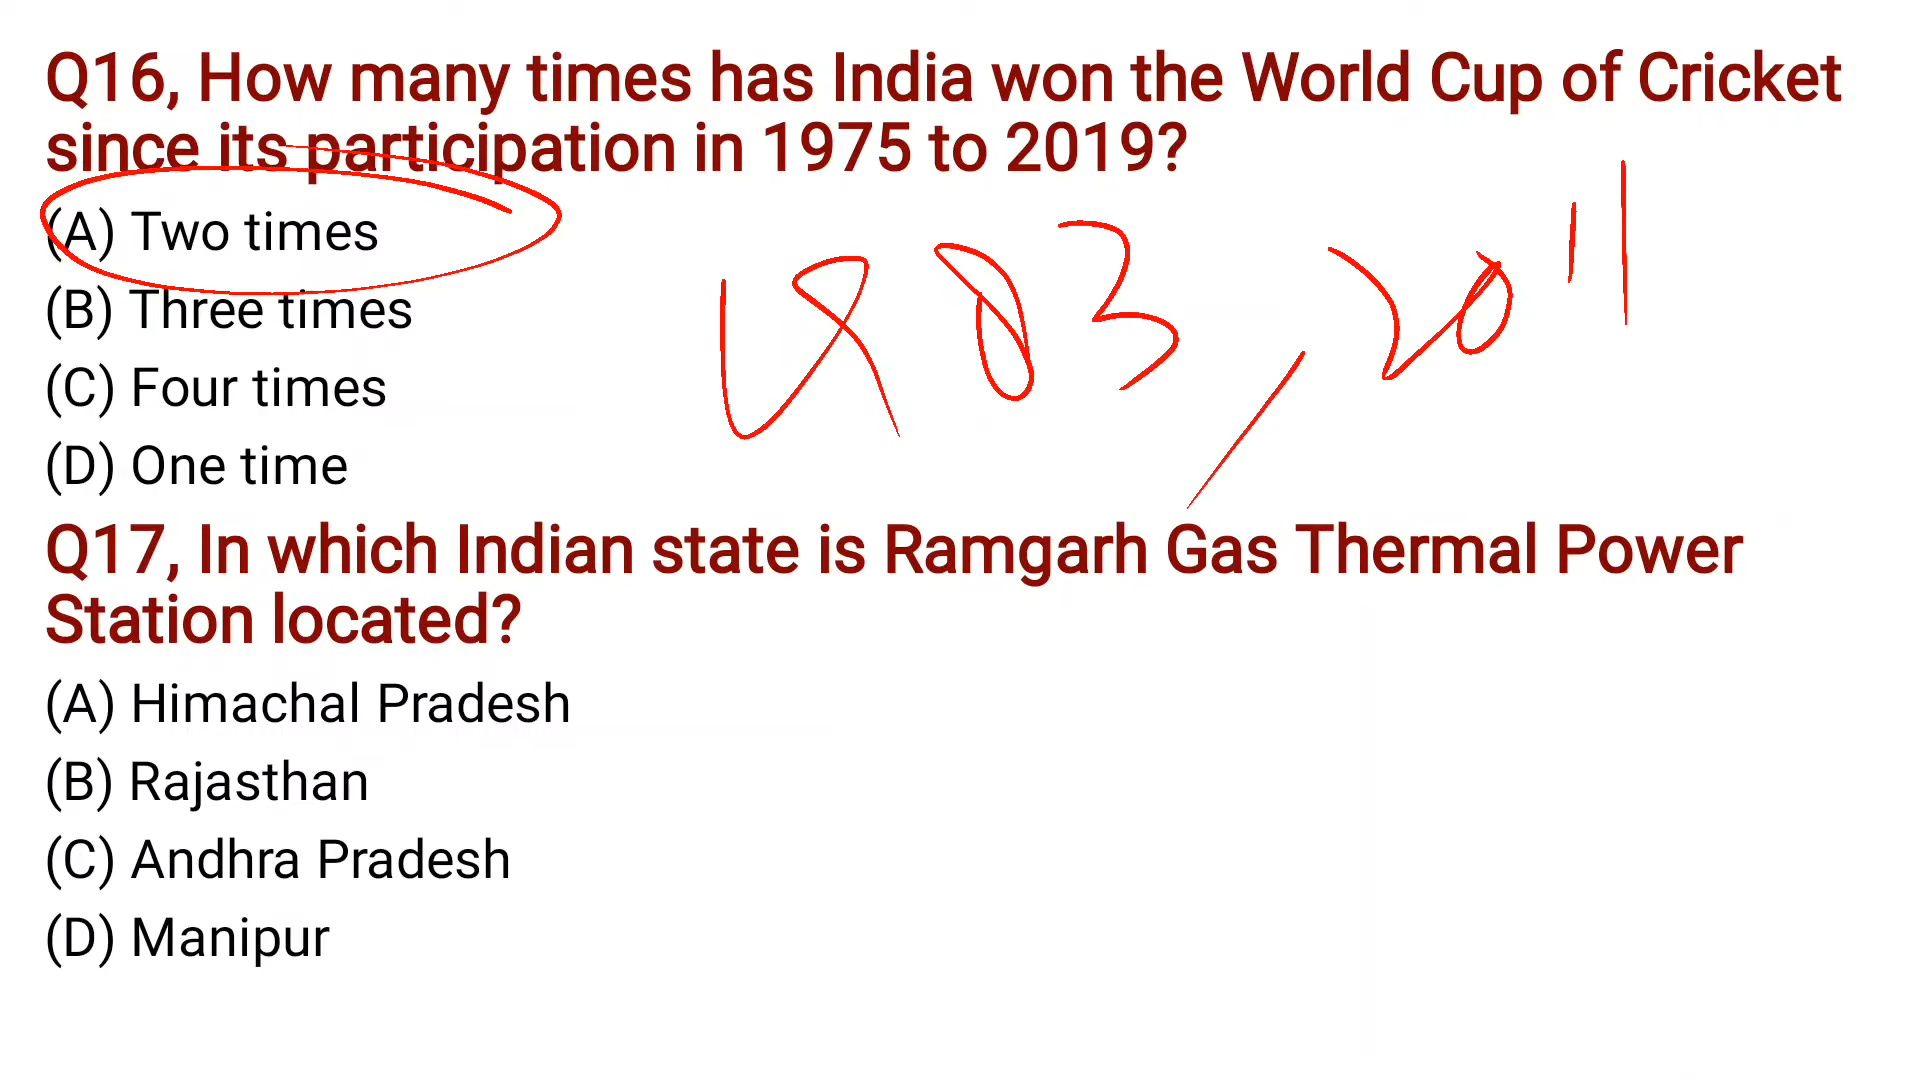 Q16, How many times has India won the World Cup of Cricket
since its participation in 1975 to 2019?
(A) Two times
1983, 2011
(B) Three times
(C) Four times
(D) One time
Q17, In which Indian state is Ramgarh Gas Thermal Power
Station located?
(A) Himachal Pradesh
(B) Rajasthan
(C) Andhra Pradesh
(D) Manipur